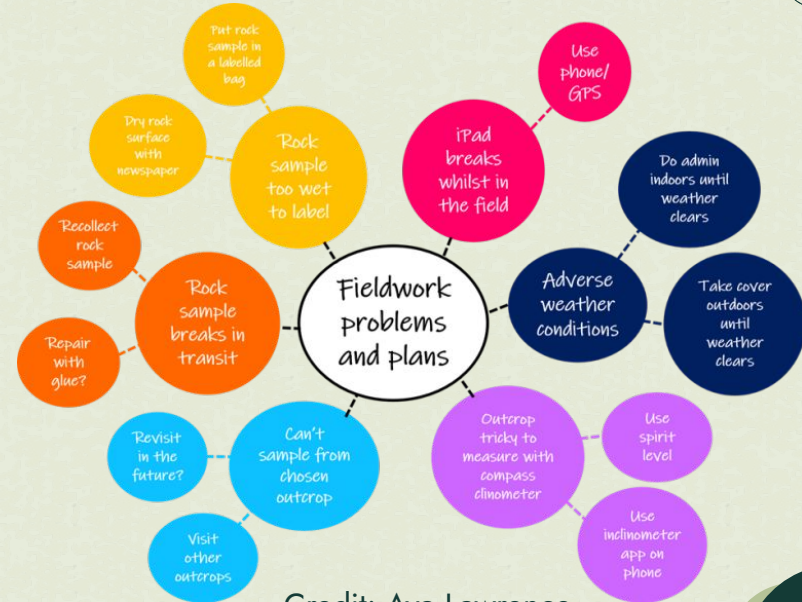 Fieldwork
problems
and plans
Rock
sample
too wet
to label
Put rock
sample in
a labelled
bag
Dry rock
surface
with
newspaper
iPad
breaks
whilst in
the field
Use
phone/
GPS
Adverse
weather
conditions
Do admin
indoors until
weather
clears
Take cover
outdoors
until
weather
clears
Outcrop
tricky to
measure with
compass
clinometer
Use
spirit
level
Use
inclinometer
app on
phone
Can't
sample from
chosen
outcrop
Revisit
in the
future?
Visit
other
outcrops
Rock
sample
breaks in
transit
Recollect
rock
sample
Repair
with
glue?
Credit: Ava Lawrance